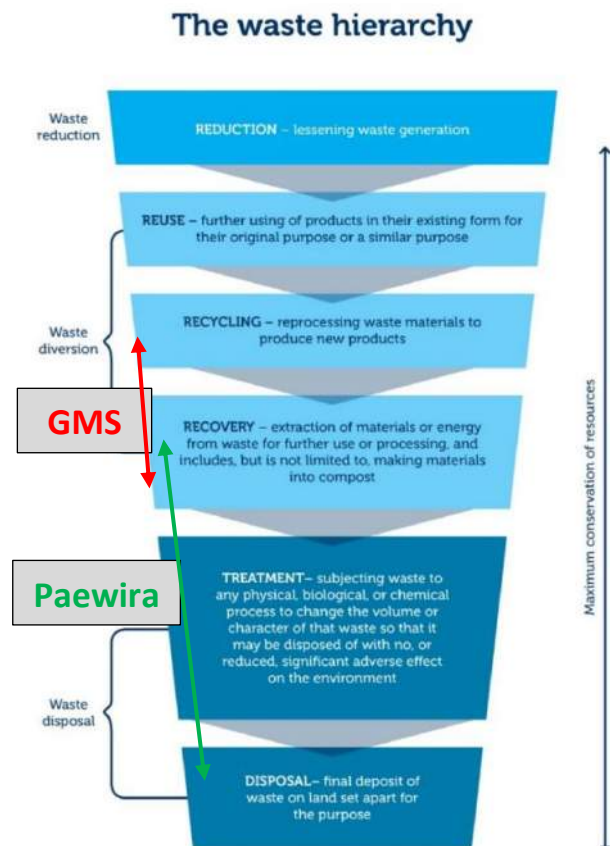 The waste hierarchy
Waste
reduction
REDUCTION – lessening waste generation
REUSE – further using of products in their existing form for
their original purpose or a similar purpose
Waste
diversion
RECYCLING – reprocessing waste materials to
produce new products
GMS
RECOVERY – extraction of materials or energy
from waste for further use or processing, and
includes, but is not limited to, making materials
into compost
Paewira
TREATMENT– subjecting waste to
any physical, biological, or chemical
process to change the volume or
character of that waste so that it
may be disposed of with no, or
reduced, significant adverse effect
on the environment
Waste
disposal
DISPOSAL– final deposit of
waste on land set apart for
the purpose
Maximum conservation of resources